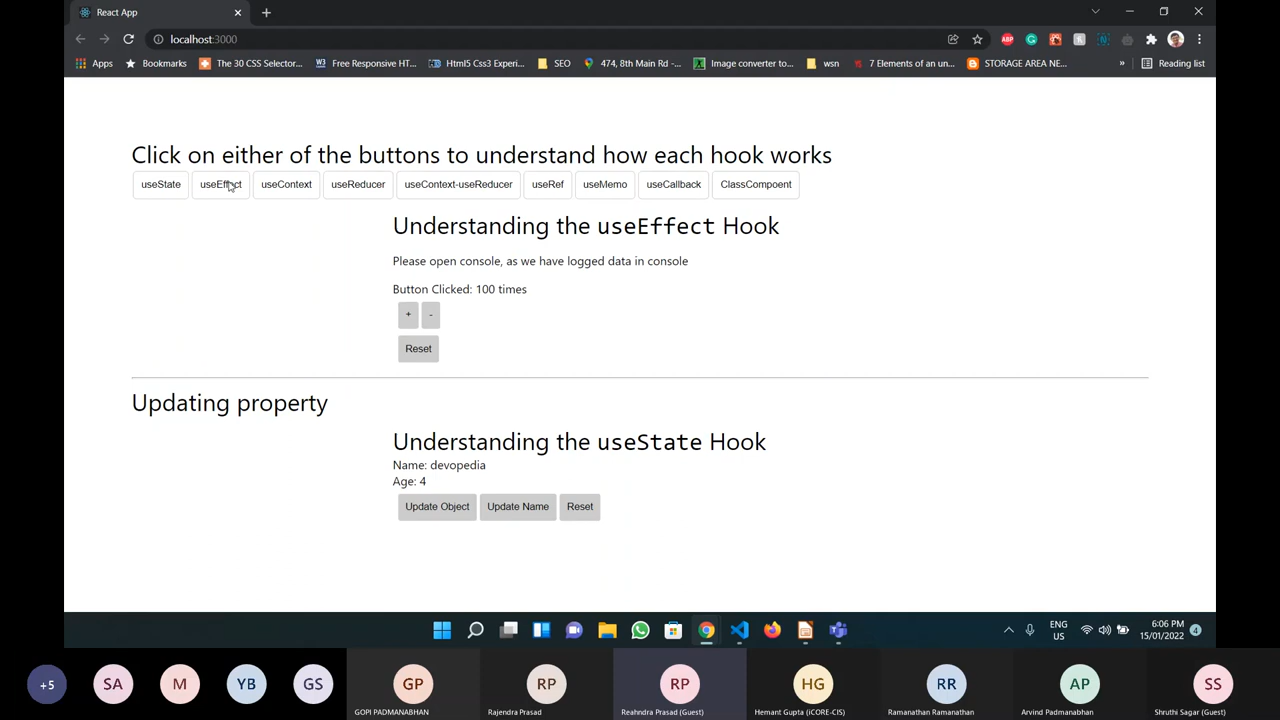 React App
localhost:3000
ABP
Apps
Bookmarks
The 30 CSS Selector...
Free Responsive HT...
Html5 Css3 Experi...
SEO
474, 8th Main Rd -...
Image converter to...
wsn
7 Elements of an un...
STORAGE AREA NE...
»
Reading list
Click on either of the buttons to understand how each hook works
useState useEffect useContext useReducer useContext-useReducer useRef useMemo useCallback ClassCompoent
Understanding the useEffect Hook
Please open console, as we have logged data in console
Button Clicked: 100 times
+ -
Reset
Updating property
Understanding the useState Hook
Name: devopedia
Age: 4
Update Object Update Name Reset
ENG
US
6:06 PM
15/01/2022
4
+5 SA M YB GS GP RP RP HG RR AP SS
GOPI PADMANABHAN Rajendra Prasad Reahndra Prasad (Guest) Hemant Gupta (iCORE-CIS) Ramanathan Ramanathan Arvind Padmanabhan Shruthi Sagar (Guest)